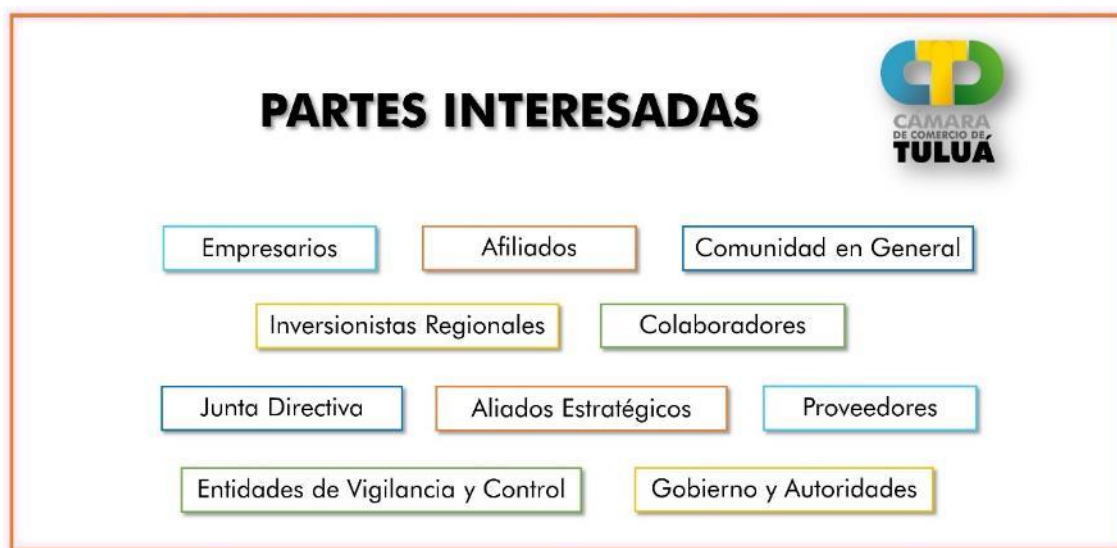 PARTES INTERESADAS
CÁMARA
DE COMERCIO DE
TULUÁ
Empresarios
Afiliados
Comunidad en General
Inversionistas Regionales
Colaboradores
Junta Directiva
Aliados Estratégicos
Proveedores
Entidades de Vigilancia y Control
Gobierno y Autoridades